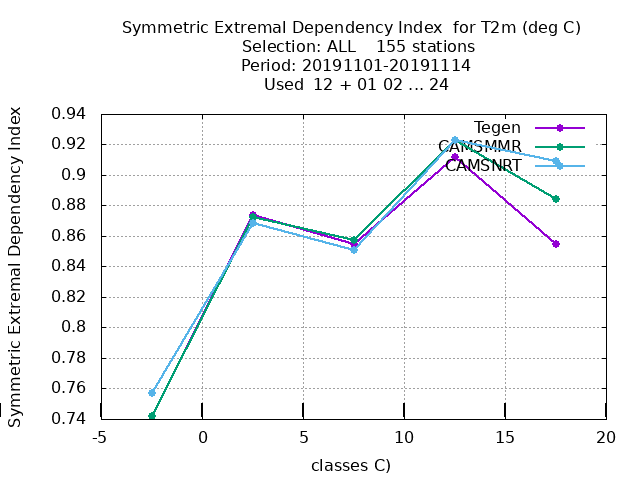 Symmetric Extremal Dependency Index  for T2m (deg C)
Selection: ALL    155 stations
Period: 20191101-20191114
Used  12 + 01 02 ... 24
Symmetric Extremal Dependency Index
0.94
0.92
0.9
0.88
0.86
0.84
0.82
0.8
0.78
0.76
0.74
Tegen
CAMSMMR
CAMSNRT
-5 0 5 10 15 20
classes C)